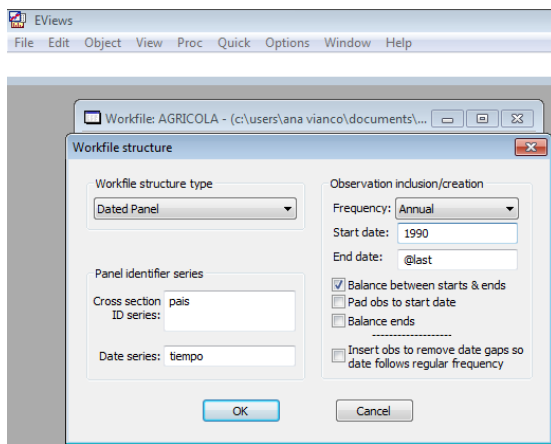 EViews
File Edit Object View Proc Quick Options Window Help
Workfile: AGRICOLA - (c:\users\ana vianco\documents\...
Workfile structure
Workfile structure type
Dated Panel
Panel identifier series
Cross section ID series: pais
Date series: tiempo
Observation inclusion/creation
Frequency: Annual
Start date: 1990
End date: @last
Balance between starts & ends
Pad obs to start date
Balance ends
--------------------
Insert obs to remove date gaps so
date follows regular frequency
OK
Cancel